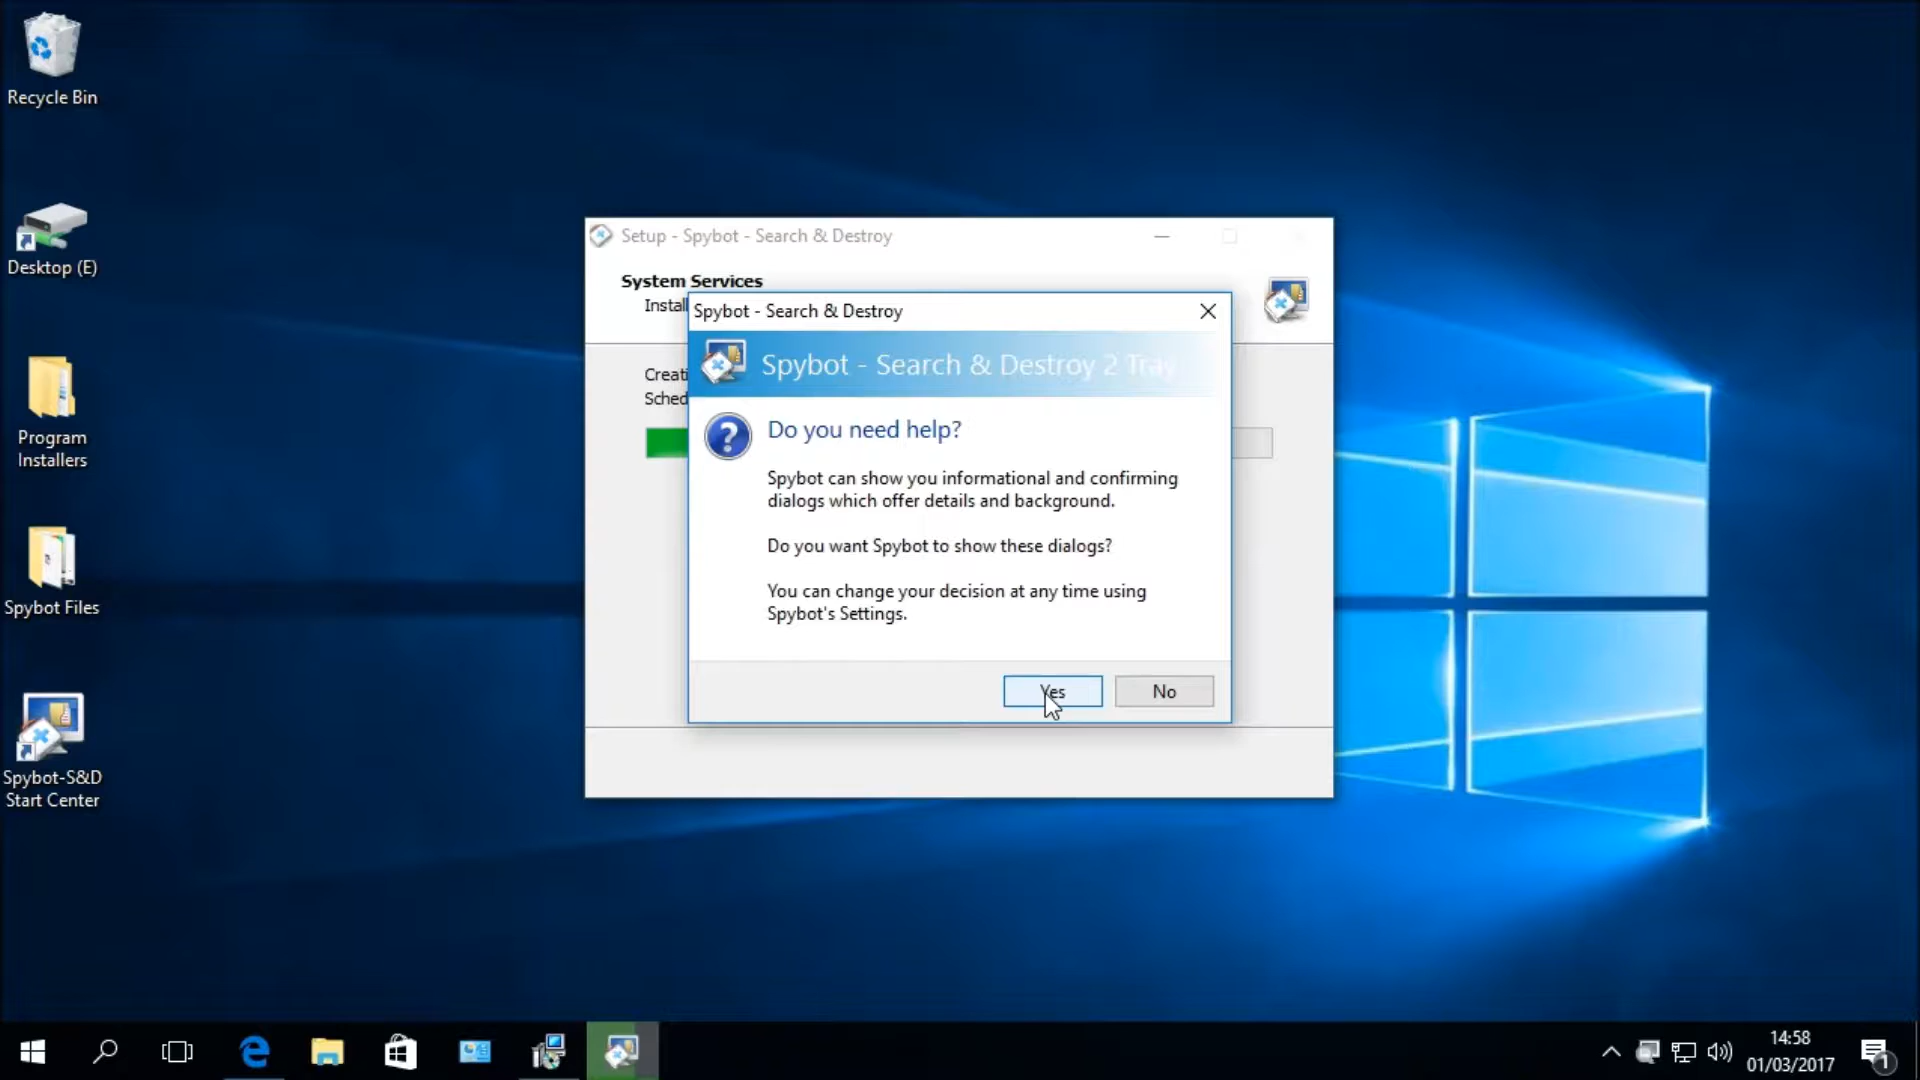 Recycle Bin
Desktop (E)
Program
Installers
Spybot Files
Spybot-S&D
Start Center
Setup - Spybot - Search & Destroy
System Services
Spybot - Search & Destroy
Spybot - Search & Destroy 2 Tray
Do you need help?
Spybot can show you informational and confirming
dialogs which offer details and background.
Do you want Spybot to show these dialogs?
You can change your decision at any time using
Spybot's Settings.
Yes
No
14:58
01/03/2017
1